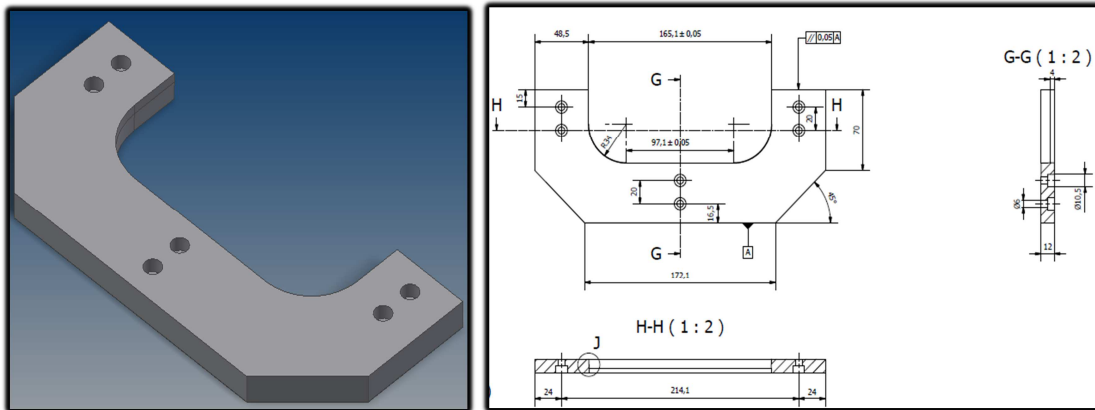 48,5
165,1 ± 0,05
// 0,05 A
G-G ( 1 : 2 )
4
G
H
15
H
20
70
R34
97,1 ± 0,05
20
16,5
45°
Ø6
Ø10,5
G
A
12
172,1
H-H ( 1 : 2 )
J
24
214,1
24